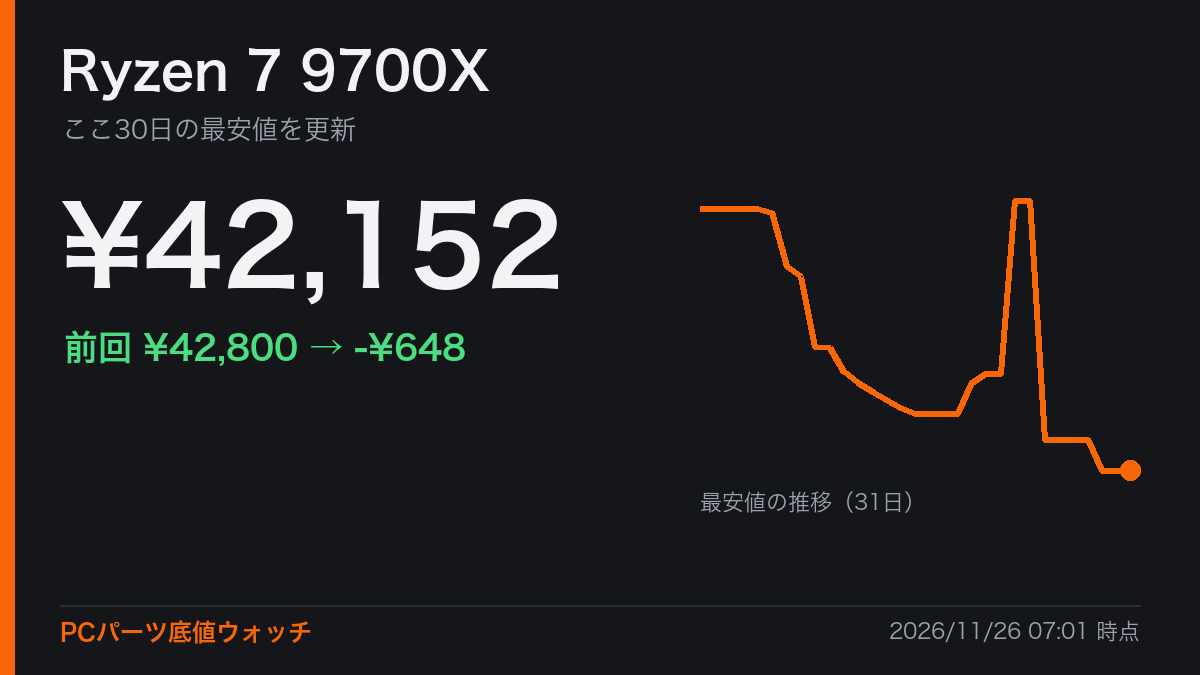 Ryzen 7 9700X
ここ30日の最安値を更新
¥42,152
前回 ¥42,800 → -¥648
最安値の推移（31日）
PCパーツ底値ウォッチ
2026/11/26 07:01 時点